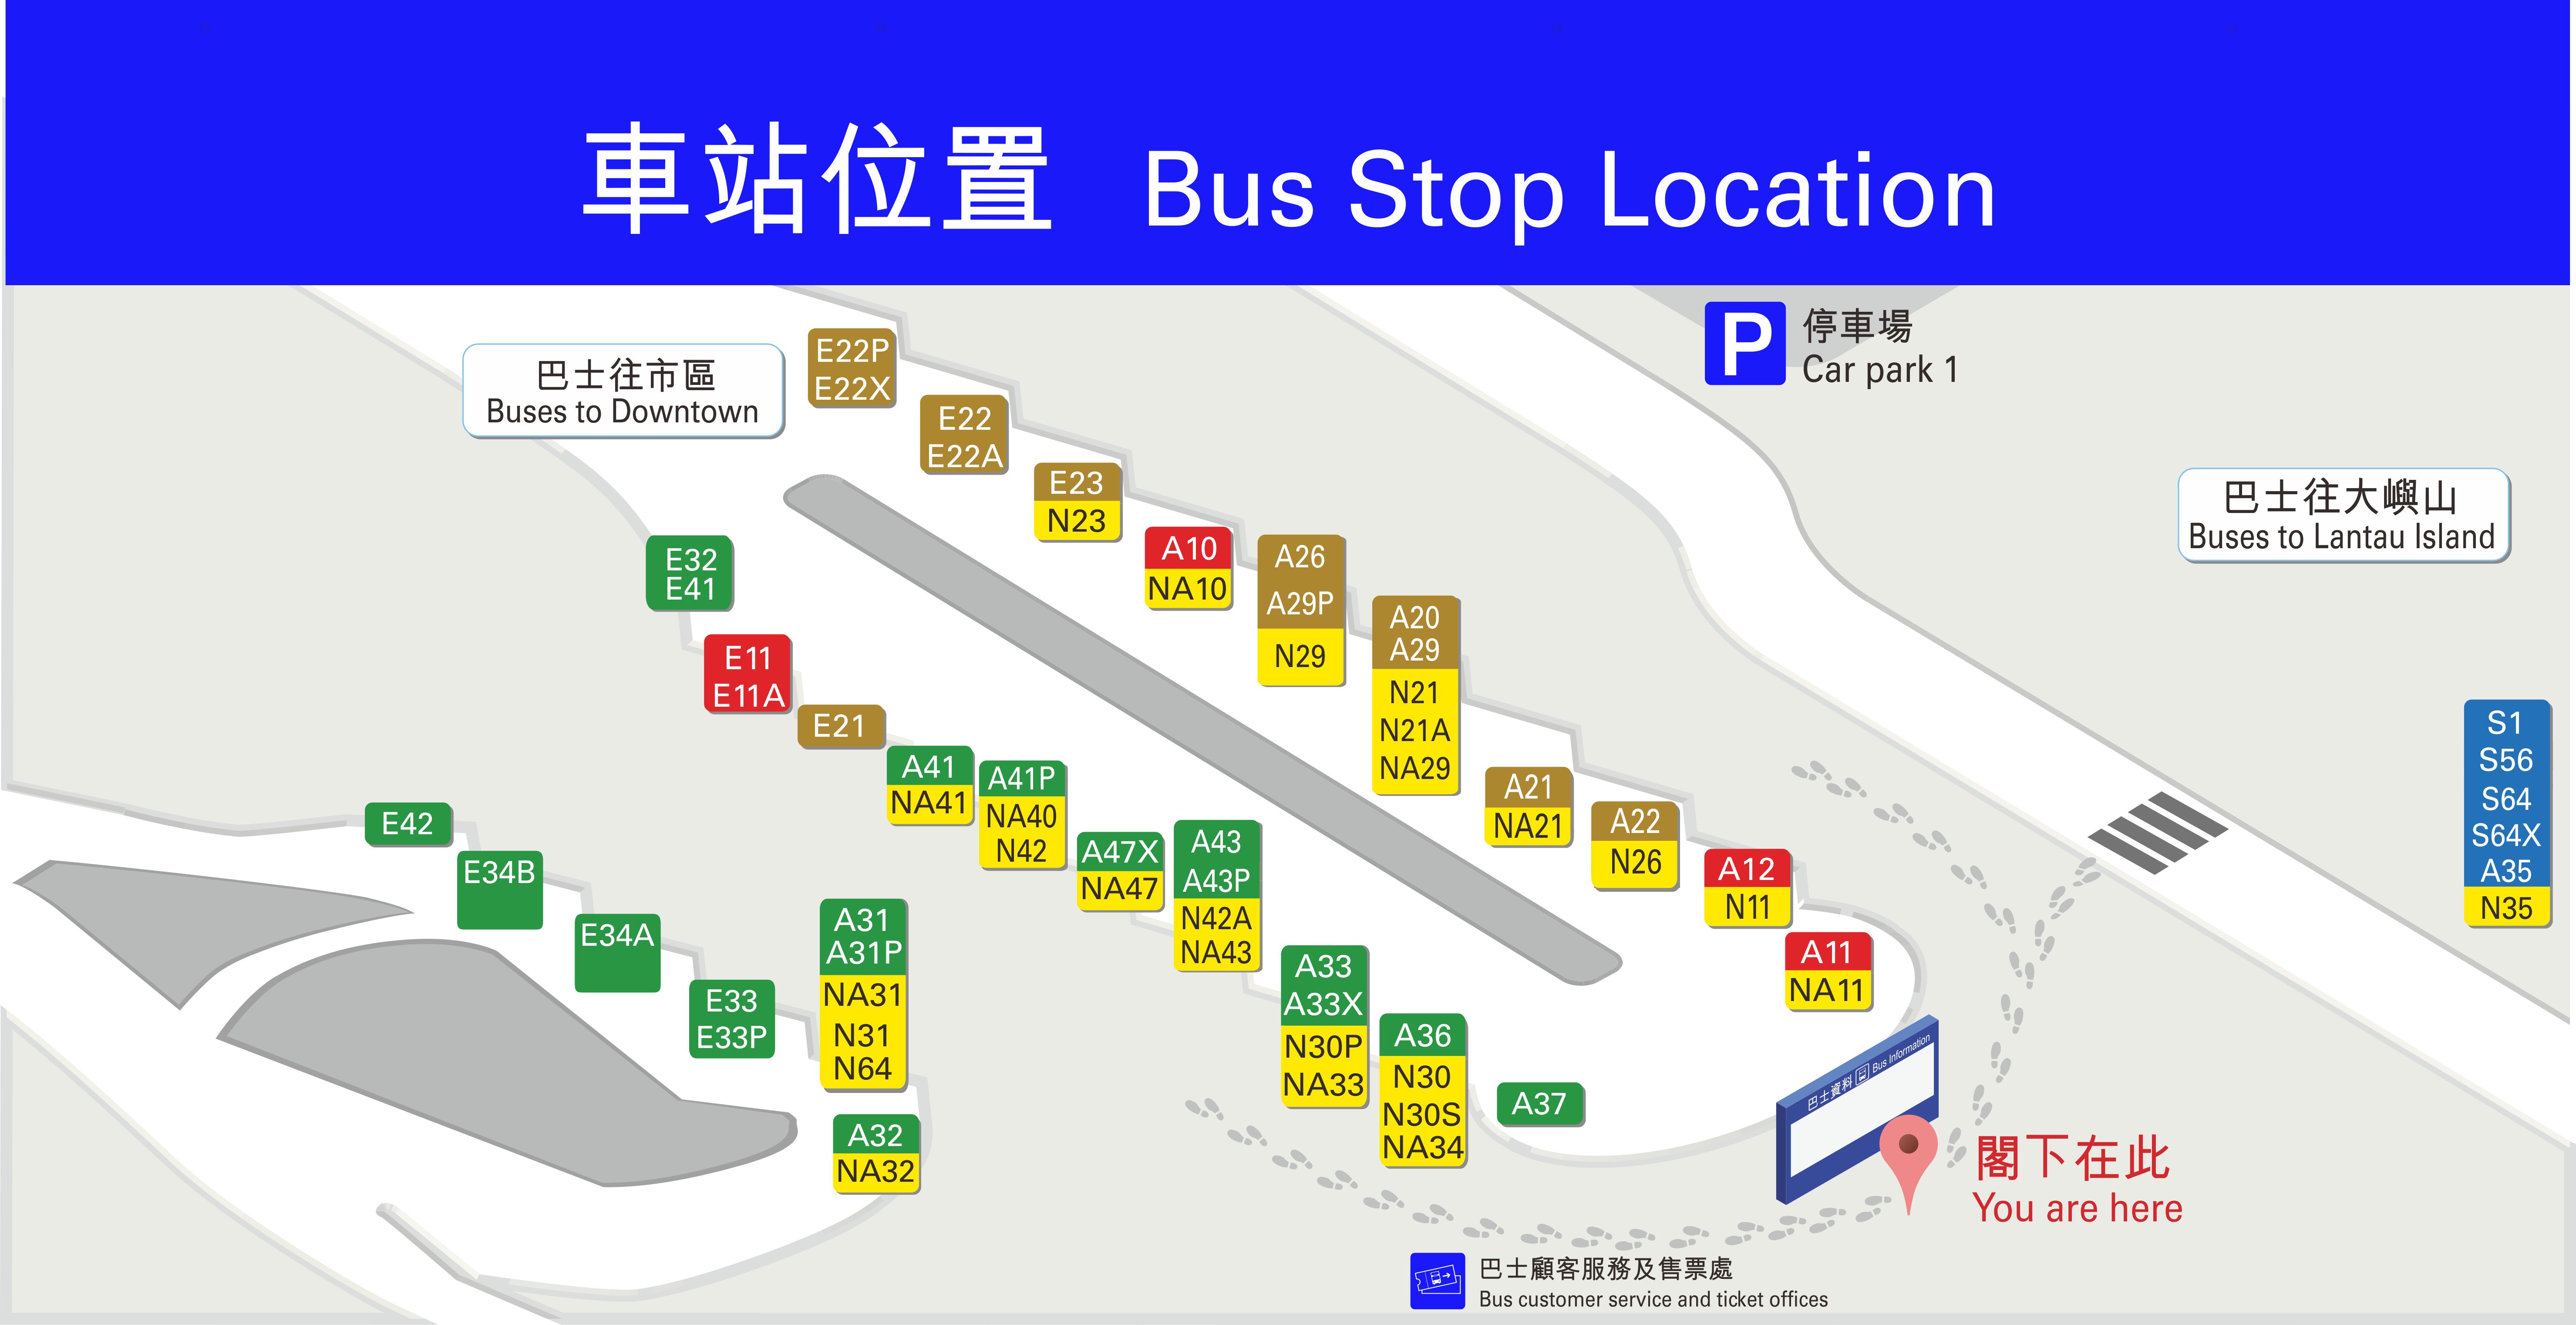 車站位置 Bus Stop Location
停車場
Car park 1
巴士往市區
Buses to Downtown
巴士往大嶼山
Buses to Lantau Island
E22P
E22X
E22
E22A
E23
N23
A10
NA10
A26
A29P
N29
A20
A29
N21
N21A
NA29
A21
NA21
A22
N26
A12
N11
A11
NA11
E32
E41
E11
E11A
E21
A41
NA41
A41P
NA40
N42
A47X
NA47
A43
A43P
N42A
NA43
A33
A33X
N30P
NA33
A36
N30
N30S
NA34
A37
E42
E34B
E34A
E33
E33P
A31
A31P
NA31
N31
N64
A32
NA32
S1
S56
S64
S64X
A35
N35
巴士資料 Bus Information
閣下在此
You are here
巴士顧客服務及售票處
Bus customer service and ticket offices